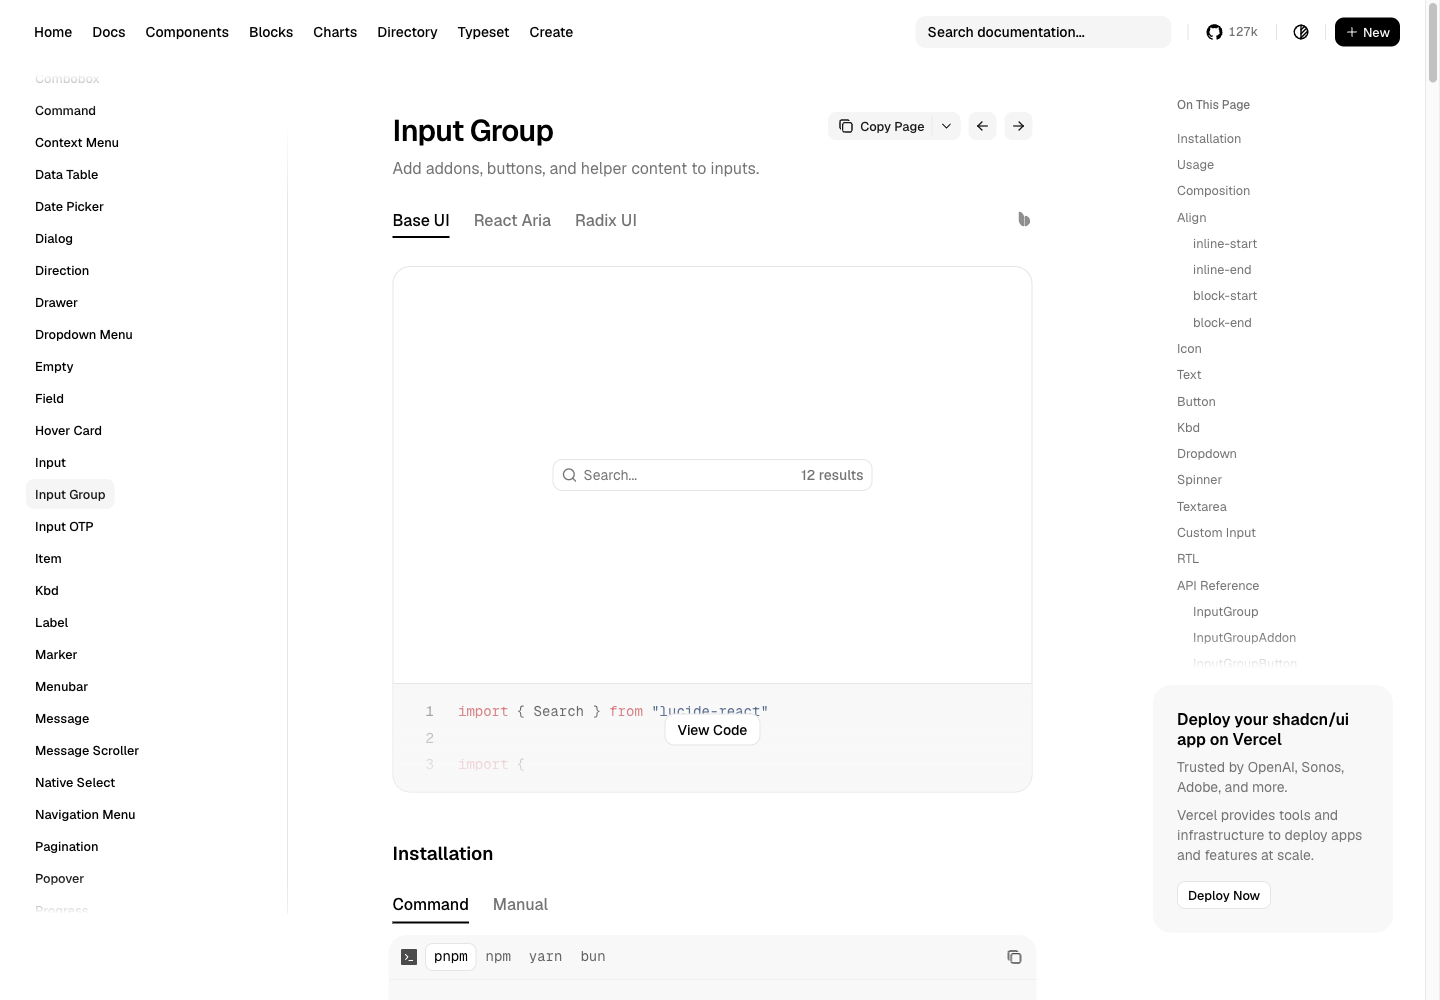 Home Docs Components Blocks Charts Directory Typeset Create
Search documentation...
127k
New
Combobox
Command
Context Menu
Data Table
Date Picker
Dialog
Direction
Drawer
Dropdown Menu
Empty
Field
Hover Card
Input
Input Group
Input OTP
Item
Kbd
Label
Marker
Menubar
Message
Message Scroller
Native Select
Navigation Menu
Pagination
Popover
Progress
Input Group
Copy Page
Add addons, buttons, and helper content to inputs.
Base UI React Aria Radix UI
Search...
12 results
1 import { Search } from "lucide-react"
2
3 import {
View Code
Installation
Command Manual
pnpm npm yarn bun
On This Page
Installation
Usage
Composition
Align
inline-start
inline-end
block-start
block-end
Icon
Text
Button
Kbd
Dropdown
Spinner
Textarea
Custom Input
RTL
API Reference
InputGroup
InputGroupAddon
InputGroupButton
Deploy your shadcn/ui
app on Vercel
Trusted by OpenAI, Sonos,
Adobe, and more.
Vercel provides tools and
infrastructure to deploy apps
and features at scale.
Deploy Now